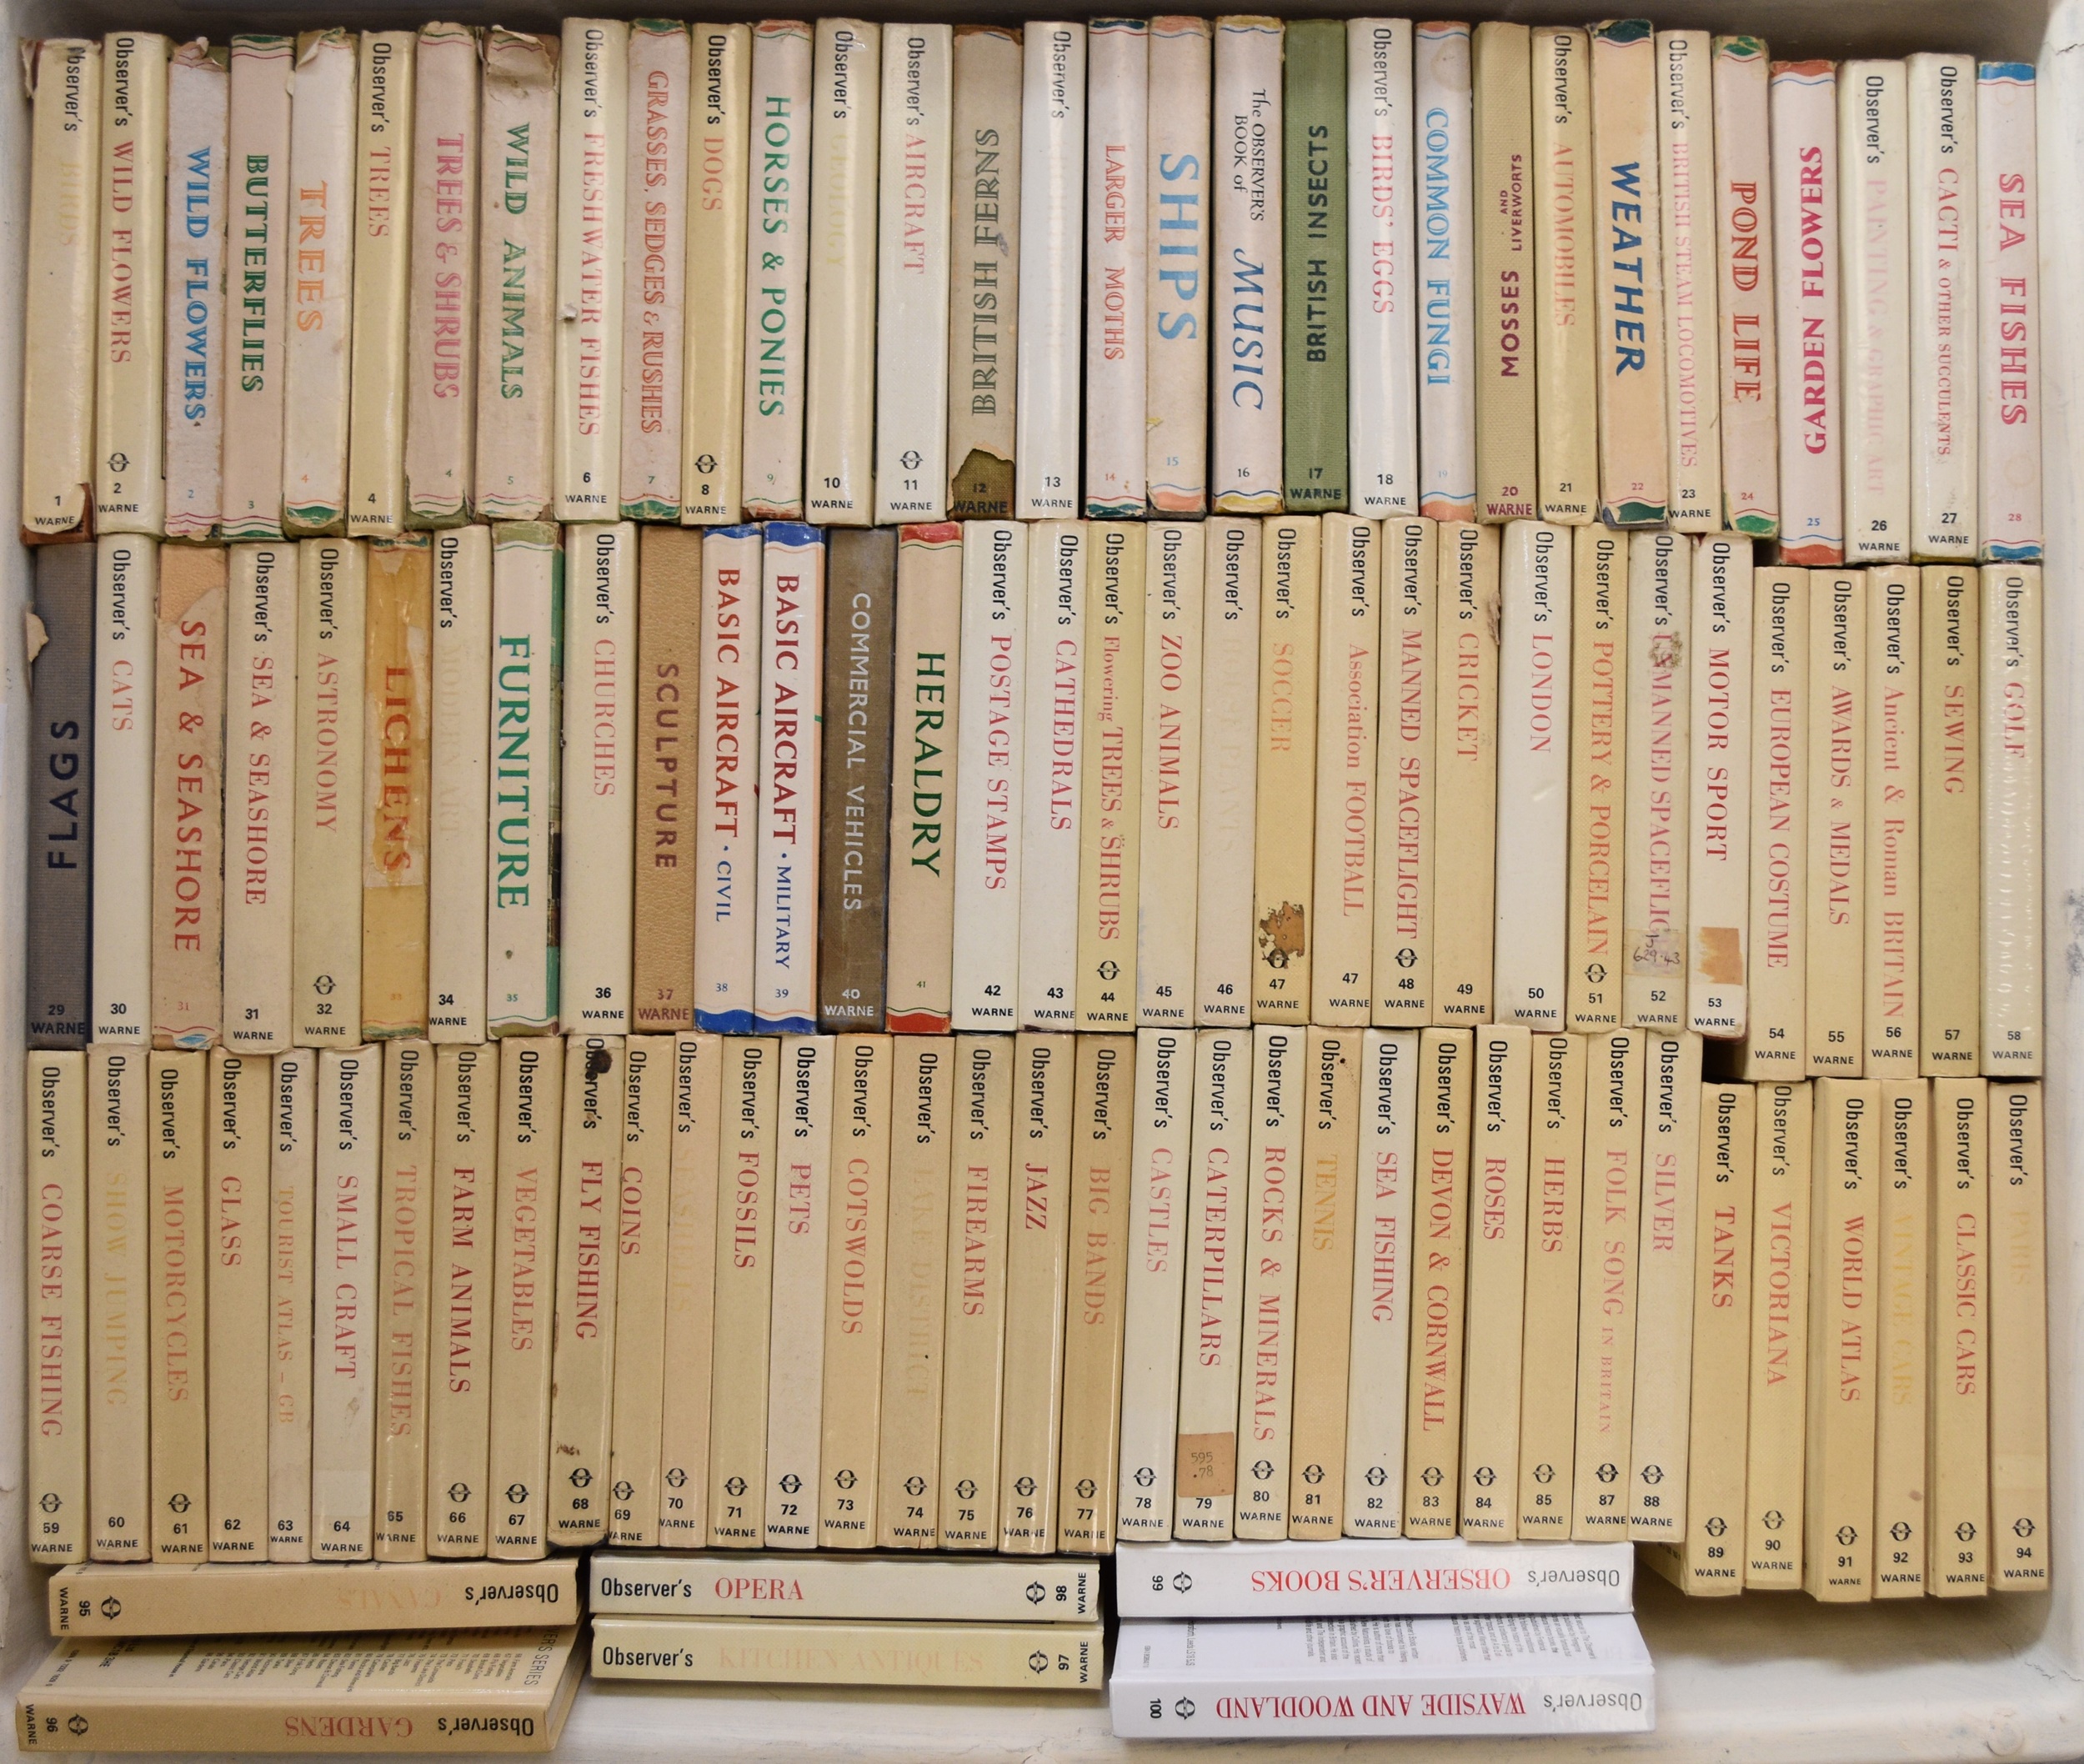 Observer's BIRDS 1 WARNE
Observer's WILD FLOWERS 2 WARNE
WILD FLOWERS 2
BUTTERFLIES 3
TREES 4
Observer's TREES 4 WARNE
TREES & SHRUBS 4
WILD ANIMALS 5
Observer's FRESHWATER FISHES 6 WARNE
GRASSES, SEDGES & RUSHES 7
Observer's DOGS 8 WARNE
HORSES & PONIES 9
Observer's GEOLOGY 10 WARNE
Observer's AIRCRAFT 11 WARNE
BRITISH FERNS 12 WARNE
Observer's 13 WARNE
LARGER MOTHS 14
SHIPS 15
The OBSERVER'S BOOK of MUSIC 16
BRITISH INSECTS 17 WARNE
Observer's BIRDS' EGGS 18 WARNE
COMMON FUNGI 19
MOSSES AND LIVERWORTS 20 WARNE
Observer's AUTOMOBILES 21 WARNE
WEATHER 22
Observer's BRITISH STEAM LOCOMOTIVES 23 WARNE
POND LIFE 24
GARDEN FLOWERS 25
Observer's PAINTING & GRAPHIC ART 26 WARNE
Observer's CACTI & OTHER SUCCULENTS 27 WARNE
SEA FISHES 28
FLAGS 29 WARNE
Observer's CATS 30 WARNE
SEA & SEASHORE 31
Observer's SEA & SEASHORE 31 WARNE
Observer's ASTRONOMY 32 WARNE
LICHENS 33
Observer's MODERN ART 34 WARNE
FURNITURE 35
Observer's CHURCHES 36 WARNE
SCULPTURE 37 WARNE
BASIC AIRCRAFT · CIVIL 38
BASIC AIRCRAFT · MILITARY 39
COMMERCIAL VEHICLES 40 WARNE
HERALDRY 41
Observer's POSTAGE STAMPS 42 WARNE
Observer's CATHEDRALS 43 WARNE
Observer's Flowering TREES & SHRUBS 44 WARNE
Observer's ZOO ANIMALS 45 WARNE
Observer's 46 WARNE
Observer's SOCCER 47 WARNE
Observer's Association FOOTBALL 47 WARNE
Observer's MANNED SPACEFLIGHT 48 WARNE
Observer's CRICKET 49 WARNE
Observer's LONDON 50 WARNE
Observer's POTTERY & PORCELAIN 51 WARNE
Observer's UNMANNED SPACEFLIG 629.43 52 WARNE
Observer's MOTOR SPORT 53 WARNE
Observer's EUROPEAN COSTUME 54 WARNE
Observer's AWARDS & MEDALS 55 WARNE
Observer's Ancient & Roman BRITAIN 56 WARNE
Observer's SEWING 57 WARNE
Observer's GOLF 58 WARNE
Observer's COARSE FISHING 59 WARNE
Observer's SHOW JUMPING 60 WARNE
Observer's MOTORCYCLES 61 WARNE
Observer's GLASS 62 WARNE
Observer's TOURIST ATLAS – GB 63 WARNE
Observer's SMALL CRAFT 64 WARNE
Observer's TROPICAL FISHES 65 WARNE
Observer's FARM ANIMALS 66 WARNE
Observer's VEGETABLES 67 WARNE
Observer's FLY FISHING 68 WARNE
Observer's COINS 69 WARNE
Observer's 70 WARNE
Observer's FOSSILS 71 WARNE
Observer's PETS 72 WARNE
Observer's COTSWOLDS 73 WARNE
Observer's LAKE DISTRICT 74 WARNE
Observer's FIREARMS 75 WARNE
Observer's JAZZ 76 WARNE
Observer's BIG BANDS 77 WARNE
Observer's CASTLES 78 WARNE
Observer's CATERPILLARS 595 .78 79 WARNE
Observer's ROCKS & MINERALS 80 WARNE
Observer's TENNIS 81 WARNE
Observer's SEA FISHING 82 WARNE
Observer's DEVON & CORNWALL 83 WARNE
Observer's ROSES 84 WARNE
Observer's HERBS 85 WARNE
Observer's FOLK SONG IN BRITAIN 87 WARNE
Observer's SILVER 88 WARNE
Observer's TANKS 89 WARNE
Observer's VICTORIANA 90 WARNE
Observer's WORLD ATLAS 91 WARNE
Observer's VINTAGE CARS 92 WARNE
Observer's CLASSIC CARS 93 WARNE
Observer's 94 WARNE
Observer's CANALS 95 WARNE
Observer's GARDENS 96 WARNE
Observer's OPERA 98 WARNE
Observer's KITCHEN ANTIQUES 97 WARNE
Observer's OBSERVER'S BOOKS 99
Observer's WAYSIDE AND WOODLAND 100